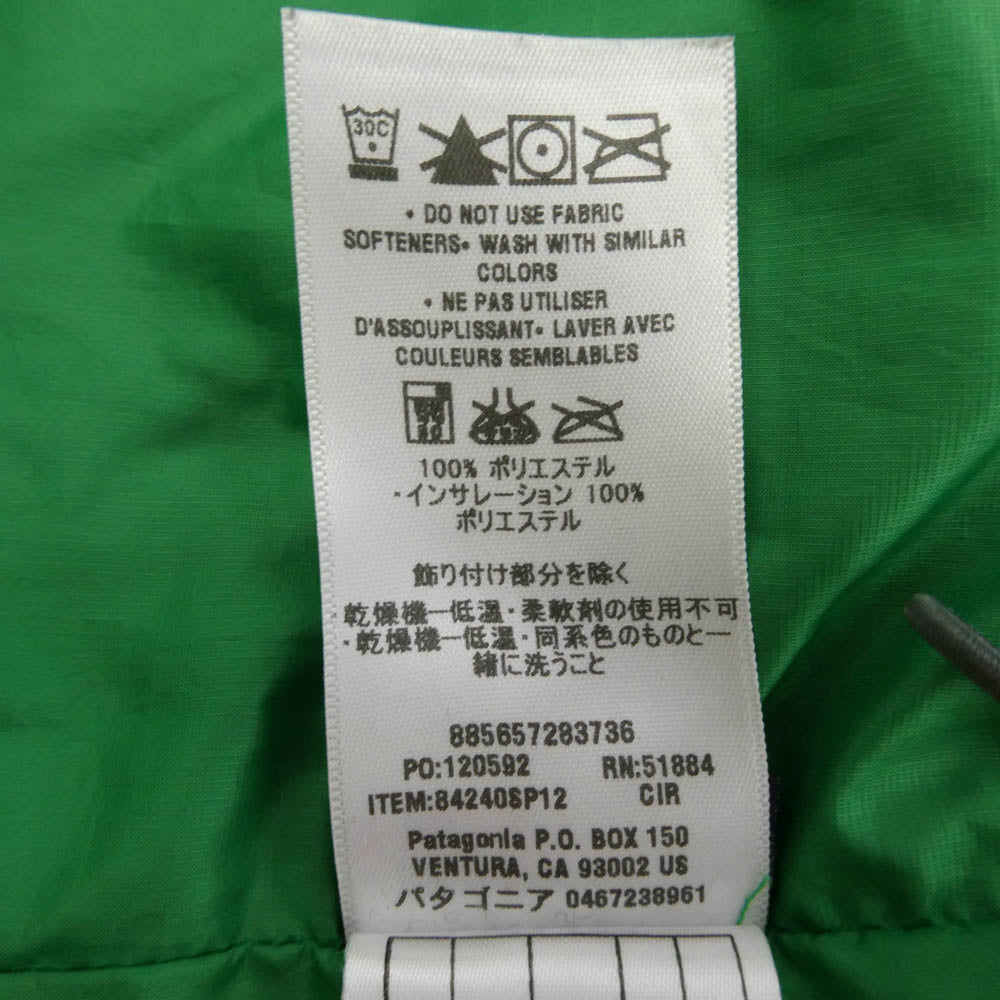 30C
• DO NOT USE FABRIC
SOFTENERS• WASH WITH SIMILAR
COLORS
• NE PAS UTILISER
D'ASSOUPLISSANT• LAVER AVEC
COULEURS SEMBLABLES
100% ポリエステル
・インサレーション 100%
ポリエステル
飾り付け部分を除く
・乾燥機ー低温・柔軟剤の使用不可
・乾燥機ー低温・同系色のものと一
緒に洗うこと
885657283736
PO:120592 RN:51884
ITEM:84240SP12 CIR
Patagonia P.O. BOX 150
VENTURA, CA 93002 US
パタゴニア 0467238961